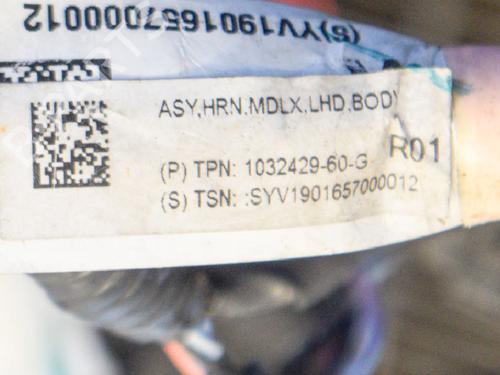 (S)YV1901657000012
ASY,HRN,MDLX,LHD,BODY
(P) TPN: 1032429-60-G R01
(S) TSN: :SYV1901657000012